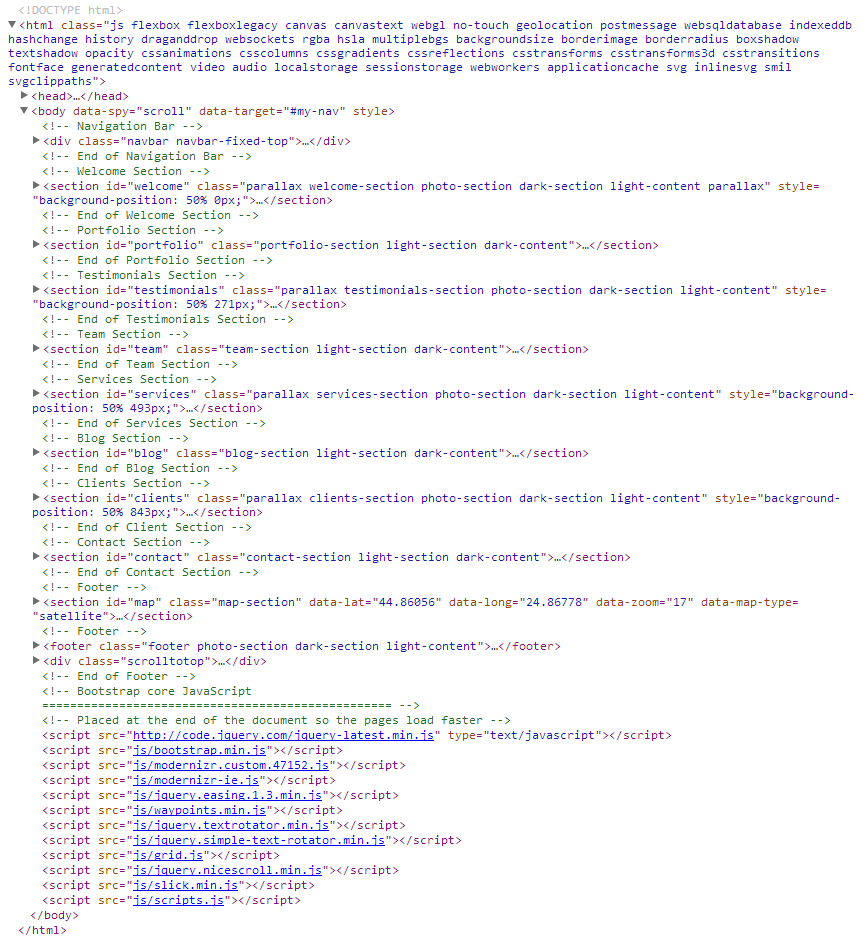 <!DOCTYPE html>
<html class="js flexbox flexboxlegacy canvas canvastext webgl no-touch geolocation postmessage websqldatabase indexeddb
hashchange history draganddrop websockets rgba hsla multiplebgs backgroundsize borderimage borderradius boxshadow
textshadow opacity cssanimations csscolumns cssgradients cssreflections csstransforms csstransforms3d csstransitions
fontface generatedcontent video audio localstorage sessionstorage webworkers applicationcache svg inlinesvg smil
svgclippaths">
<head>…</head>
<body data-spy="scroll" data-target="#my-nav" style>
<!-- Navigation Bar -->
<div class="navbar navbar-fixed-top">…</div>
<!-- End of Navigation Bar -->
<!-- Welcome Section -->
<section id="welcome" class="parallax welcome-section photo-section dark-section light-content parallax" style=
"background-position: 50% 0px;">…</section>
<!-- End of Welcome Section -->
<!-- Portfolio Section -->
<section id="portfolio" class="portfolio-section light-section dark-content">…</section>
<!-- End of Portfolio Section -->
<!-- Testimonials Section -->
<section id="testimonials" class="parallax testimonials-section photo-section dark-section light-content" style=
"background-position: 50% 271px;">…</section>
<!-- End of Testimonials Section -->
<!-- Team Section -->
<section id="team" class="team-section light-section dark-content">…</section>
<!-- End of Team Section -->
<!-- Services Section -->
<section id="services" class="parallax services-section photo-section dark-section light-content" style="background-
position: 50% 493px;">…</section>
<!-- End of Services Section -->
<!-- Blog Section -->
<section id="blog" class="blog-section light-section dark-content">…</section>
<!-- End of Blog Section -->
<!-- Clients Section -->
<section id="clients" class="parallax clients-section photo-section dark-section light-content" style="background-
position: 50% 843px;">…</section>
<!-- End of Client Section -->
<!-- Contact Section -->
<section id="contact" class="contact-section light-section dark-content">…</section>
<!-- End of Contact Section -->
<!-- Footer -->
<section id="map" class="map-section" data-lat="44.86056" data-long="24.86778" data-zoom="17" data-map-type=
"satellite">…</section>
<!-- Footer -->
<footer class="footer photo-section dark-section light-content">…</footer>
<div class="scrolltotop">…</div>
<!-- End of Footer -->
<!-- Bootstrap core JavaScript
================================================== -->
<!-- Placed at the end of the document so the pages load faster -->
<script src="http://code.jquery.com/jquery-latest.min.js" type="text/javascript"></script>
<script src="js/bootstrap.min.js"></script>
<script src="js/modernizr.custom.47152.js"></script>
<script src="js/modernizr-ie.js"></script>
<script src="js/jquery.easing.1.3.min.js"></script>
<script src="js/waypoints.min.js"></script>
<script src="js/jquery.textrotator.min.js"></script>
<script src="js/jquery.simple-text-rotator.min.js"></script>
<script src="js/grid.js"></script>
<script src="js/jquery.nicescroll.min.js"></script>
<script src="js/slick.min.js"></script>
<script src="js/scripts.js"></script>
</body>
</html>